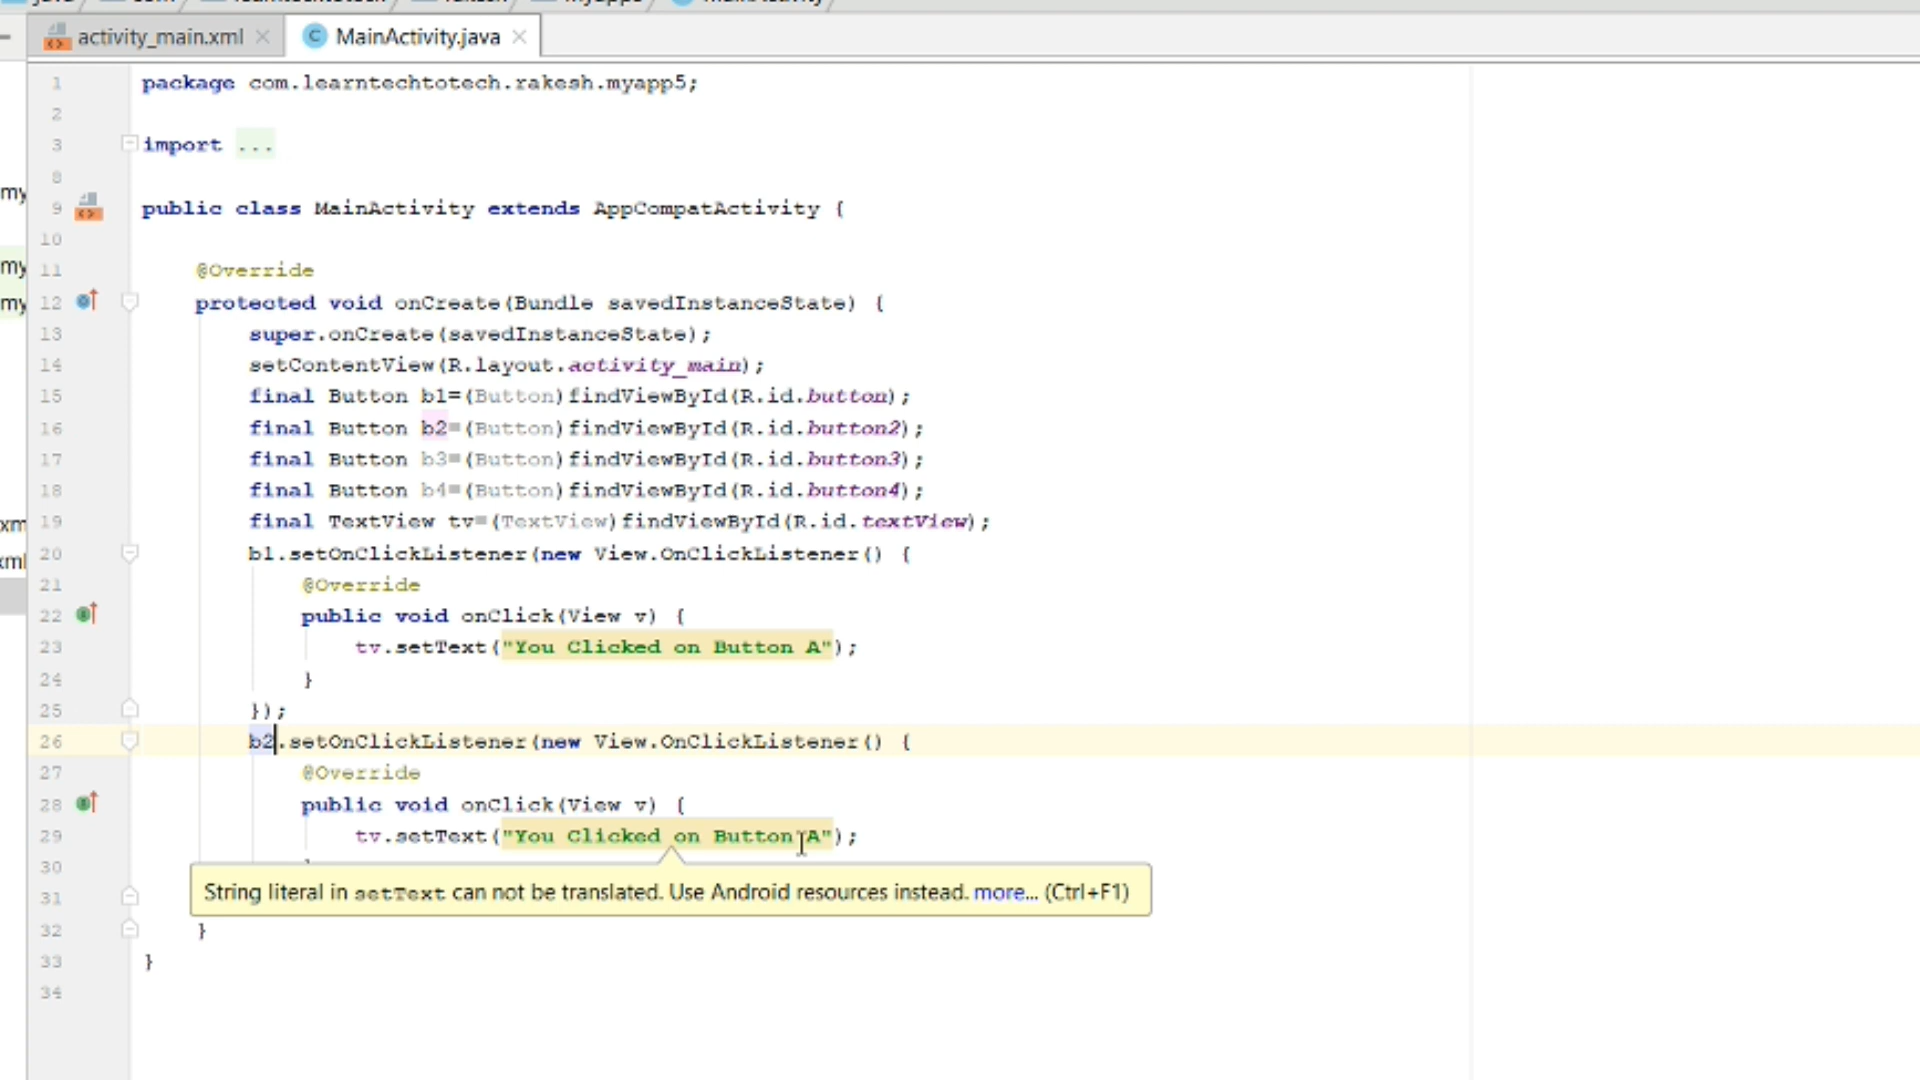 activity_main.xml MainActivity.java
1 package com.learntechtotech.rakesh.myapp5;
2
3 import ...
8
9 public class MainActivity extends AppCompatActivity {
10
11 @Override
12 protected void onCreate(Bundle savedInstanceState) {
13 super.onCreate(savedInstanceState);
14 setContentView(R.layout.activity_main);
15 final Button b1=(Button)findViewById(R.id.button);
16 final Button b2=(Button)findViewById(R.id.button2);
17 final Button b3=(Button)findViewById(R.id.button3);
18 final Button b4=(Button)findViewById(R.id.button4);
19 final TextView tv=(TextView)findViewById(R.id.textView);
20 b1.setOnClickListener(new View.OnClickListener() {
21 @Override
22 public void onClick(View v) {
23 tv.setText("You Clicked on Button A");
24 }
25 });
26 b2.setOnClickListener(new View.OnClickListener() {
27 @Override
28 public void onClick(View v) {
29 tv.setText("You Clicked on Button A");
30
String literal in setText can not be translated. Use Android resources instead. more... (Ctrl+F1)
31
32 }
33 }
34